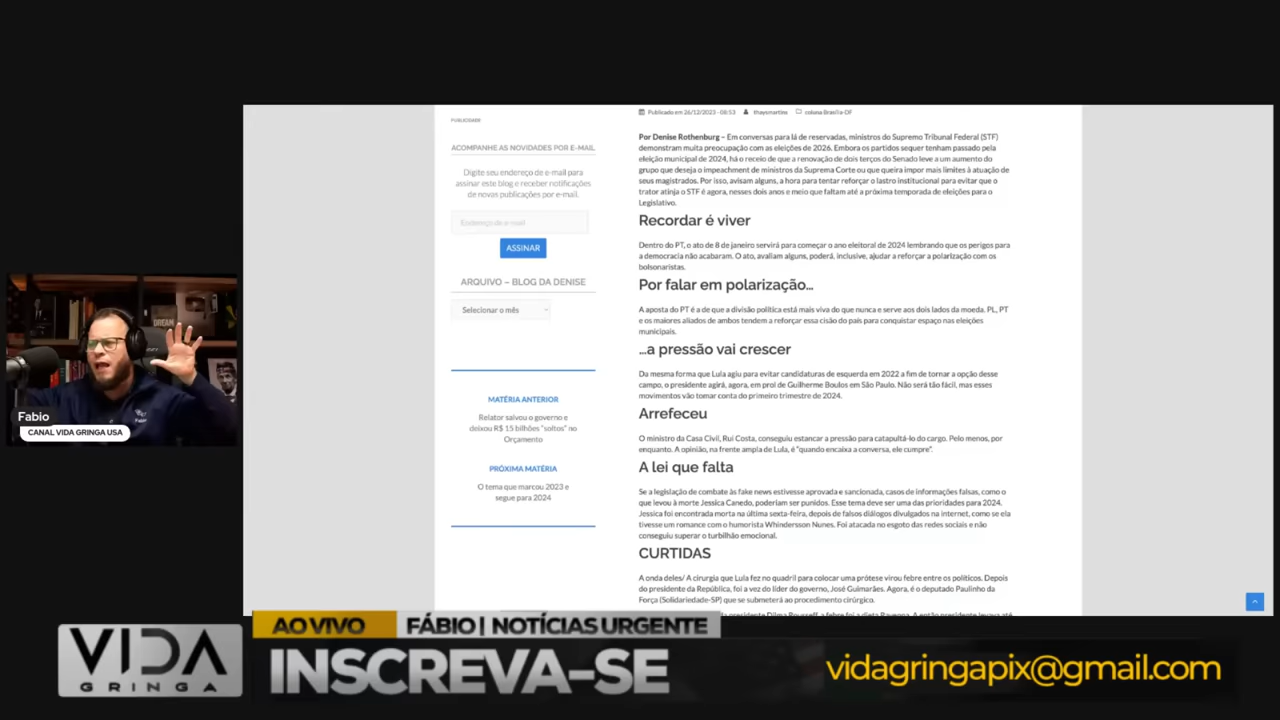 Publicado em 26/12/2023 - 08:53 thaysmartins coluna Brasília-DF
PUBLICIDADE
ACOMPANHE AS NOVIDADES POR E-MAIL
Digite seu endereço de e-mail para
assinar este blog e receber notificações
de novas publicações por e-mail.
Endereço de e-mail
ASSINAR
ARQUIVO – BLOG DA DENISE
Selecionar o mês
MATÉRIA ANTERIOR
Relator salvou o governo e
deixou R$ 15 bilhões “soltos” no
Orçamento
PRÓXIMA MATÉRIA
O tema que marcou 2023 e
segue para 2024
Por Denise Rothenburg – Em conversas para lá de reservadas, ministros do Supremo Tribunal Federal (STF)
demonstram muita preocupação com as eleições de 2026. Embora os partidos sequer tenham passado pela
eleição municipal de 2024, há o receio de que a renovação de dois terços do Senado leve a um aumento do
grupo que deseja o impeachment de ministros da Suprema Corte ou que queira impor mais limites à atuação de
seus magistrados. Por isso, avisam alguns, a hora para tentar reforçar o lastro institucional para evitar que o
trator atinja o STF é agora, nesses dois anos e meio que faltam até a próxima temporada de eleições para o
Legislativo.
Recordar é viver
Dentro do PT, o ato de 8 de janeiro servirá para começar o ano eleitoral de 2024 lembrando que os perigos para
a democracia não acabaram. O ato, avaliam alguns, poderá, inclusive, ajudar a reforçar a polarização com os
bolsonaristas.
Por falar em polarização…
A aposta do PT é a de que a divisão política está mais viva do que nunca e serve aos dois lados da moeda. PL, PT
e os maiores aliados de ambos tendem a reforçar essa cisão do país para conquistar espaço nas eleições
municipais.
…a pressão vai crescer
Da mesma forma que Lula agiu para evitar candidaturas de esquerda em 2022 a fim de tornar a opção desse
campo, o presidente agirá, agora, em prol de Guilherme Boulos em São Paulo. Não será tão fácil, mas esses
movimentos vão tomar conta do primeiro trimestre de 2024.
Arrefeceu
O ministro da Casa Civil, Rui Costa, conseguiu estancar a pressão para catapultá-lo do cargo. Pelo menos, por
enquanto. A opinião, na frente ampla de Lula, é “quando encaixa a conversa, ele cumpre”.
A lei que falta
Se a legislação de combate às fake news estivesse aprovada e sancionada, casos de informações falsas, como o
que levou à morte Jessica Canedo, poderiam ser punidos. Esse tema deve ser uma das prioridades para 2024.
Jessica foi encontrada morta na última sexta-feira, depois de falsos diálogos divulgados na internet, como se ela
tivesse um romance com o humorista Whindersson Nunes. Foi atacada no esgoto das redes sociais e não
conseguiu superar o turbilhão emocional.
CURTIDAS
A onda deles/ A cirurgia que Lula fez no quadril para colocar uma prótese virou febre entre os políticos. Depois
do presidente da República, foi a vez do líder do governo, José Guimarães. Agora, é o deputado Paulinho da
Força (Solidariedade-SP) que se submeterá ao procedimento cirúrgico.
DREAM
Fabio
CANAL VIDA GRINGA USA
AO VIVO FÁBIO | NOTÍCIAS URGENTE
VIDA
GRINGA
INSCREVA-SE
vidagringapix@gmail.com